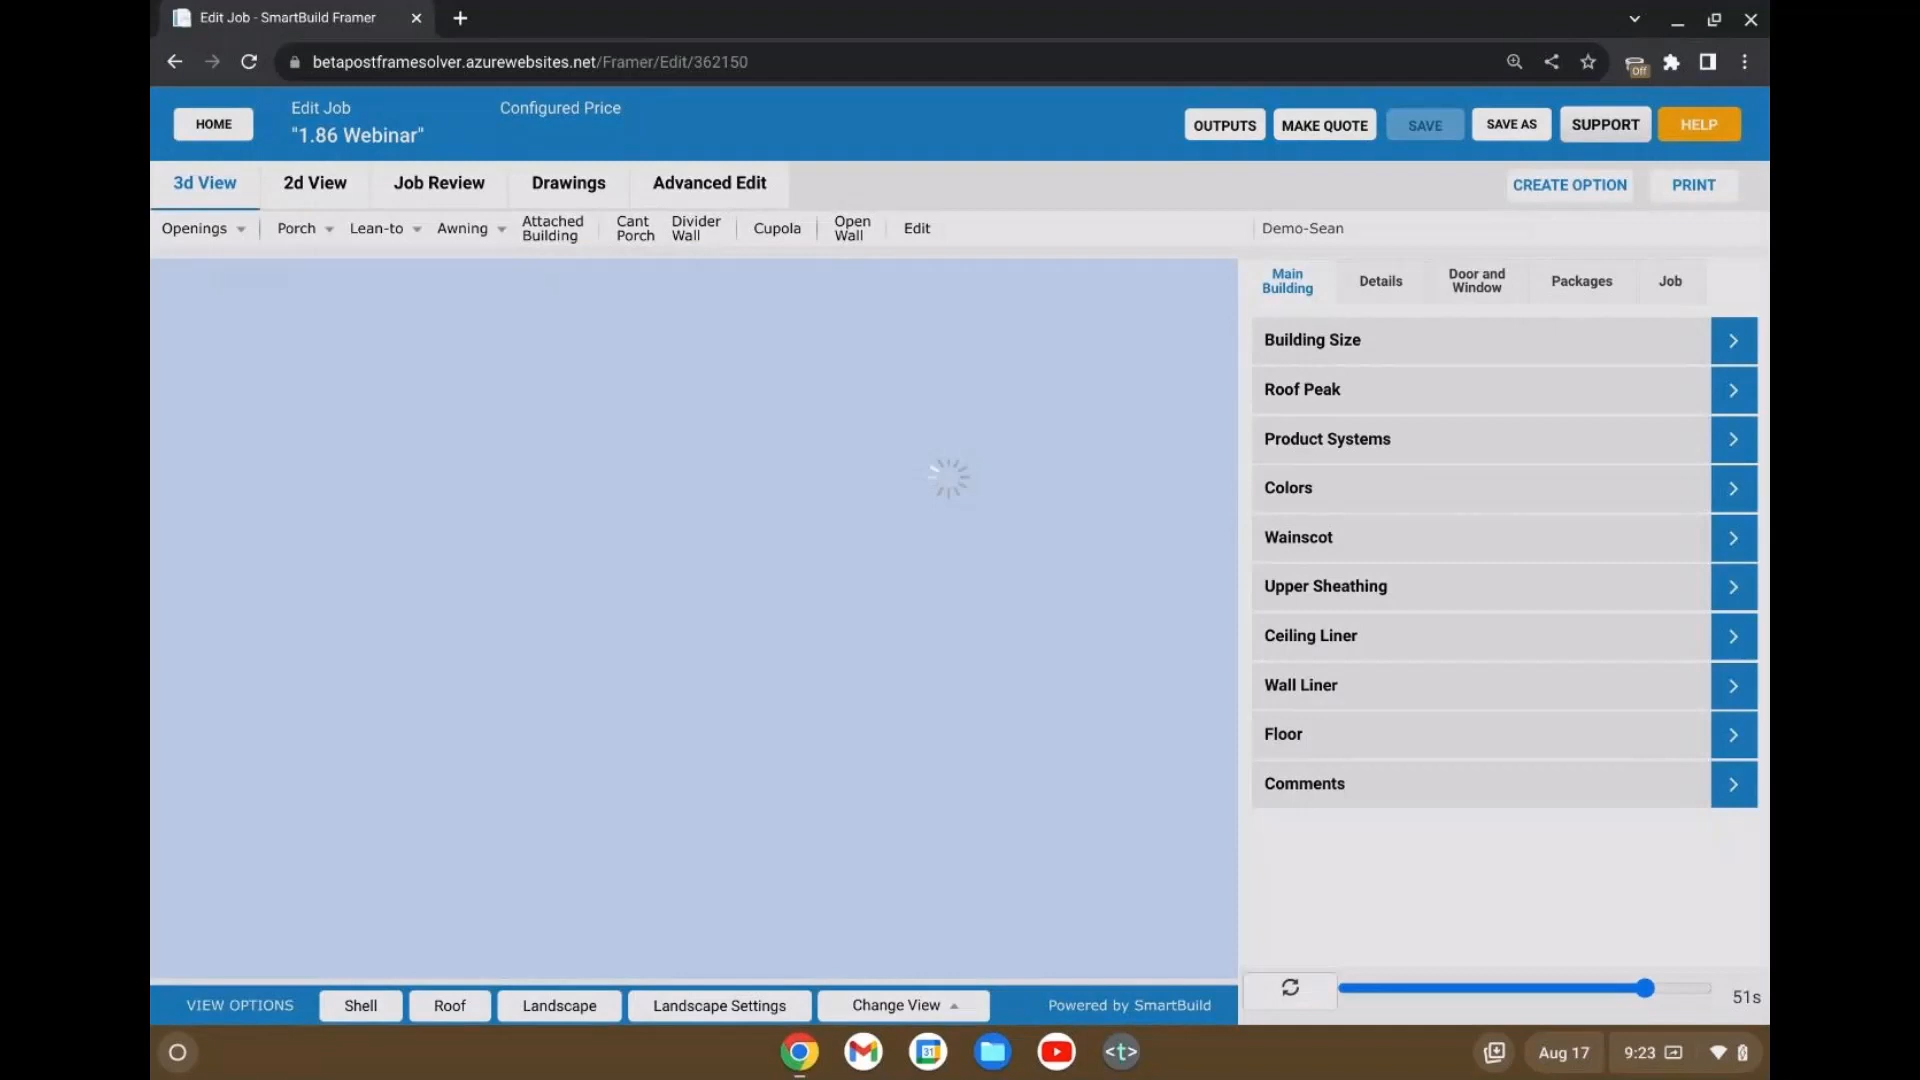 Edit Job - SmartBuild Framer
betapostframesolver.azurewebsites.net/Framer/Edit/362150
Off
HOME
Edit Job
"1.86 Webinar"
Configured Price
OUTPUTS
MAKE QUOTE
SAVE
SAVE AS
SUPPORT
HELP
3d View
2d View
Job Review
Drawings
Advanced Edit
CREATE OPTION
PRINT
Openings
Porch
Lean-to
Awning
Attached
Building
Cant
Porch
Divider
Wall
Cupola
Open
Wall
Edit
Demo-Sean
Main
Building
Details
Door and
Window
Packages
Job
Building Size
Roof Peak
Product Systems
Colors
Wainscot
Upper Sheathing
Ceiling Liner
Wall Liner
Floor
Comments
51s
VIEW OPTIONS
Shell
Roof
Landscape
Landscape Settings
Change View
Powered by SmartBuild
31
<t>
Aug 17
9:23